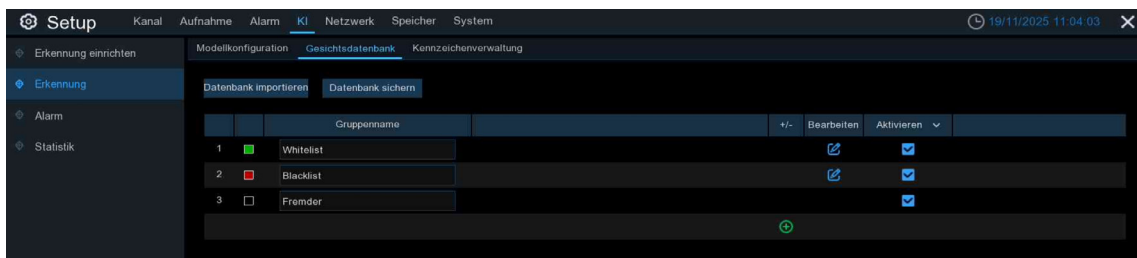 Setup Kanal Aufnahme Alarm KI Netzwerk Speicher System 19/11/2025 11:04:03
Erkennung einrichten
Erkennung
Alarm
Statistik
Modellkonfiguration Gesichtsdatenbank Kennzeichenverwaltung
Datenbank importieren Datenbank sichern
Gruppenname +/- Bearbeiten Aktivieren
1 Whitelist
2 Blacklist
3 Fremder